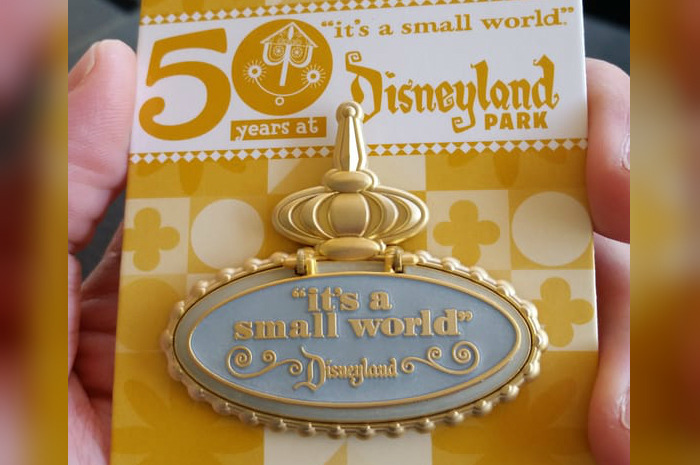 50
years at
"it's a small world"
Disneyland
PARK
"it's a
small world"
Disneyland